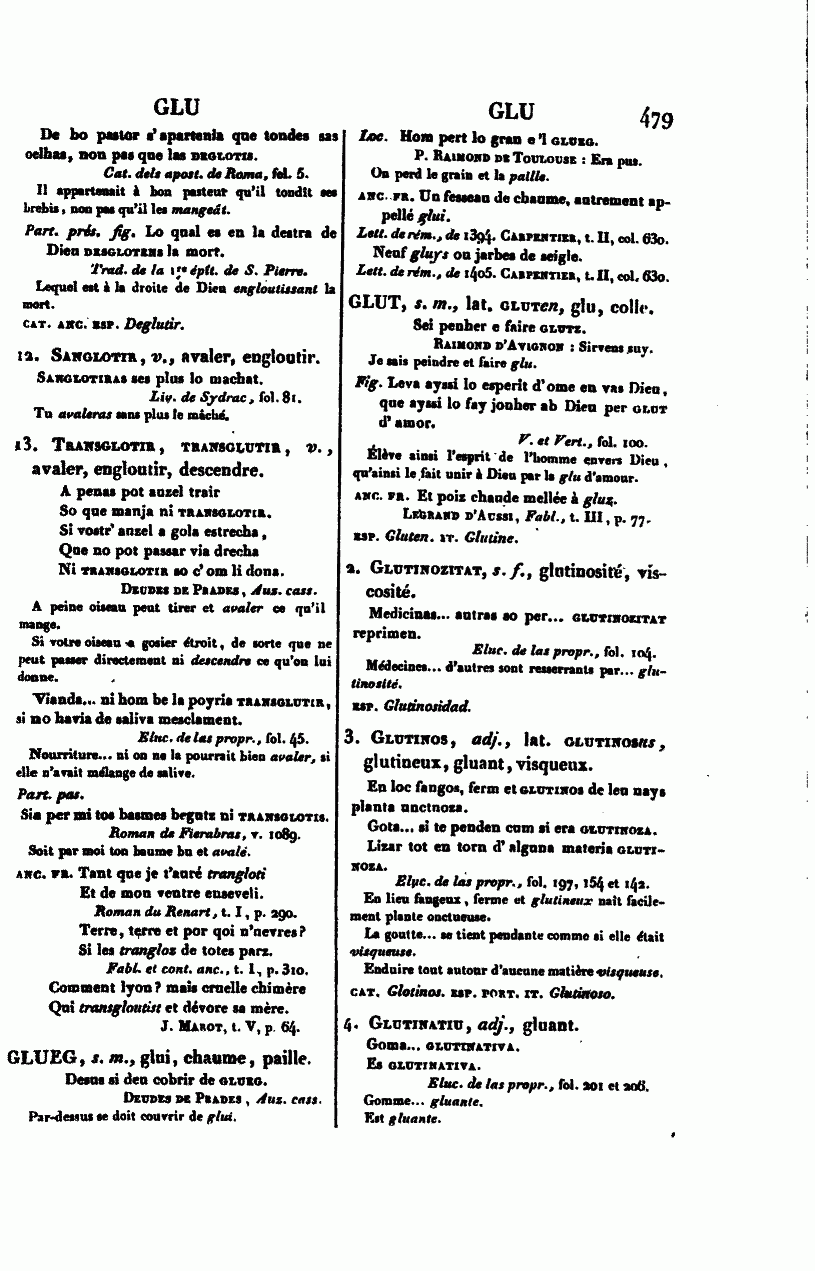 GLU
De bo pastor s'apartenia que tondes sas
oelhas, non pas que las DEGLOTIS.
Cat. dels apost. de Roma, fol. 5.
Il appartenait à bon pasteur qu'il tondît ses
brebis, non pas qu'il les mangeât.
Part. prés. fig. Lo qual es en la destra de
Dieu DESGLOTENS la mort.
Trad. de la 1re épît. de S. Pierre.
Lequel est à la droite de Dieu engloutissant la
mort.
CAT. ANC. ESP. Deglutir.
12. SANGLOTIR, v., avaler, engloutir.
SANGLOTIRAS ses plus lo machat.
Liv. de Sydrac, fol. 81.
Tu avaleras sans plus le mâché.
13. TRANSGLOTIR, TRANSGLUTIR, v.,
avaler, engloutir, descendre.
A penas pot auzel trair
So que manja ni TRANSGLOTIR.
Si vostr' auzel a gola estrecha,
Que no pot passar via drecha
Ni TRANSGLOTIR so c'om li dona.
DEUDES DE PRADES, Aus. cass.
A peine oiseau peut tirer et avaler ce qu'il
mange.
Si votre oiseau a gosier étroit, de sorte que ne
peut passer directement ni descendre ce qu'on lui
donne.
Vianda... ni hom be la poyria TRANSGLUTIR,
si no havia de saliva mesclament.
Eluc. de las propr., fol. 45.
Nourriture... ni on ne la pourrait bien avaler, si
elle n'avait mélange de salive.
Part. pas.
Sia per mi tos basmes begutz ni TRANSGLOTIS.
Roman de Fierabras, v. 1089.
Soit par moi ton baume bu et avalé.
ANC. FR. Tant que je t'auré trangloti
Et de mon ventre enseveli.
Roman du Renart, t. I, p. 290.
Terre, terre et por qoi n'nevres?
Si les tranglos de totes parz.
Fabl. et cont. anc., t. I, p. 310.
Comment lyon? mais cruelle chimère
Qui transgloutist et dévore sa mère.
J. MAROT, t. V, p. 64.
GLUEG, s. m., glui, chaume, paille.
Desus si deu cobrir de GLUEG.
DEUDES DE PRADES, Auz. cass.
Par-dessus se doit couvrir de glui.
GLU 479
Loc. Hom pert lo gran e 'l GLUEG.
P. RAIMOND DE TOULOUSE : Era pus.
On perd le grain et la paille.
ANC. FR. Un fesseau de chaume, autrement ap-
pellé glui.
Lett. de rém., de 1394. CARPENTIER, t. II, col. 630.
Neuf gluys ou jarbes de seigle.
Lett. de rém., de 1405. CARPENTIER, t. II, col. 630.
GLUT, s. m., lat. GLUTen, glu, colle.
Sei penher e faire GLUTZ.
RAIMOND D'AVIGNON : Sirvens suy.
Je sais peindre et faire glu.
Fig. Leva ayssi lo esperit d'ome en vas Dieu,
que ayssi lo fay jonher ab Dieu per GLUT
d'amor.
V. et Vert., fol. 100.
Élève ainsi l'esprit de l'homme envers Dieu,
qu'ainsi le fait unir à Dieu par la glu d'amour.
ANC. FR. Et poiz chaude mellée à gluz.
LEGRAND D'AUSSI, Fabl., t. III, p. 77.
ESP. Gluten. IT. Glutine.
2. GLUTINOZITAT, s. f., glutinosité, vis-
cosité.
Medicinas... autras so per... GLUTINOZITAT
reprimen.
Eluc. de las propr., fol. 104.
Médecines... d'autres sont resserrants par... glu-
tinosité.
ESP. Glutinosidad.
3. GLUTINOS, adj., lat. GLUTINOSUS,
glutineux, gluant, visqueux.
En loc fangos, ferm et GLUTINOS de leu nays
planta unctuoza.
Gota... si te penden cum si era GLUTINOZA.
Lizar tot en torn d'alguna materia GLUTI-
NOZA.
Eluc. de las propr., fol. 197, 154 et 142.
En lieu fangeux, ferme et glutineux naît facile-
ment plante onctueuse.
La goutte... se tient pendante comme si elle était
visqueuse.
Enduire tout autour d'aucune matière visqueuse.
CAT. Glotinos. ESP. PORT. IT. Glutinoso.
4. GLUTINATIU, adj., gluant.
Goma... GLUTINATIVA.
Es GLUTINATIVA.
Eluc. de las propr., fol. 201 et 206.
Gomme... gluante.
Est gluante.